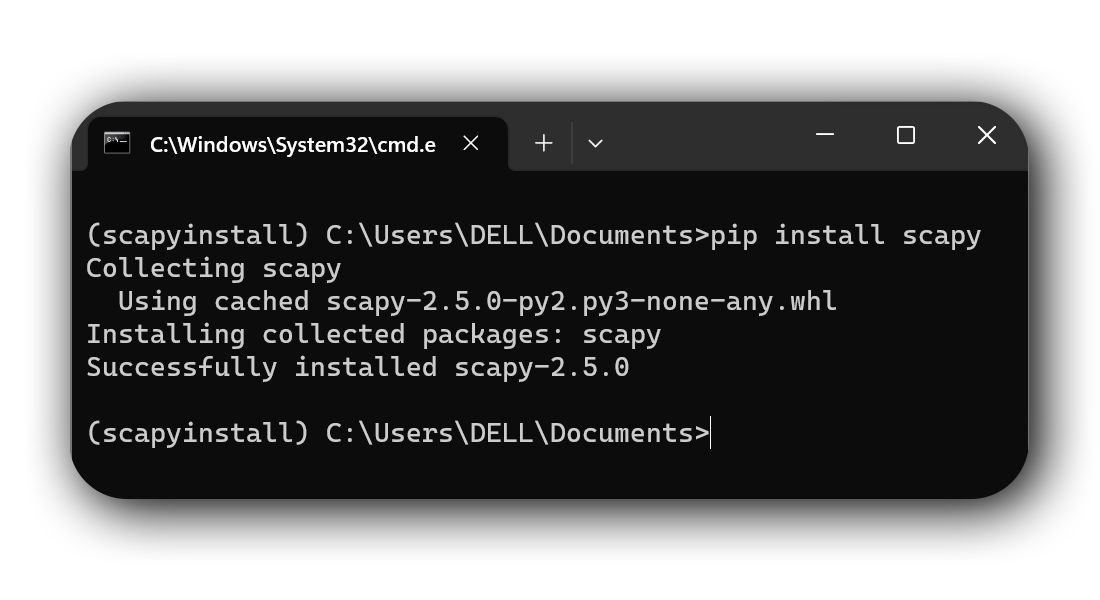 C:\Windows\System32\cmd.e
(scapyinstall) C:\Users\DELL\Documents>pip install scapy
Collecting scapy
  Using cached scapy-2.5.0-py2.py3-none-any.whl
Installing collected packages: scapy
Successfully installed scapy-2.5.0
(scapyinstall) C:\Users\DELL\Documents>